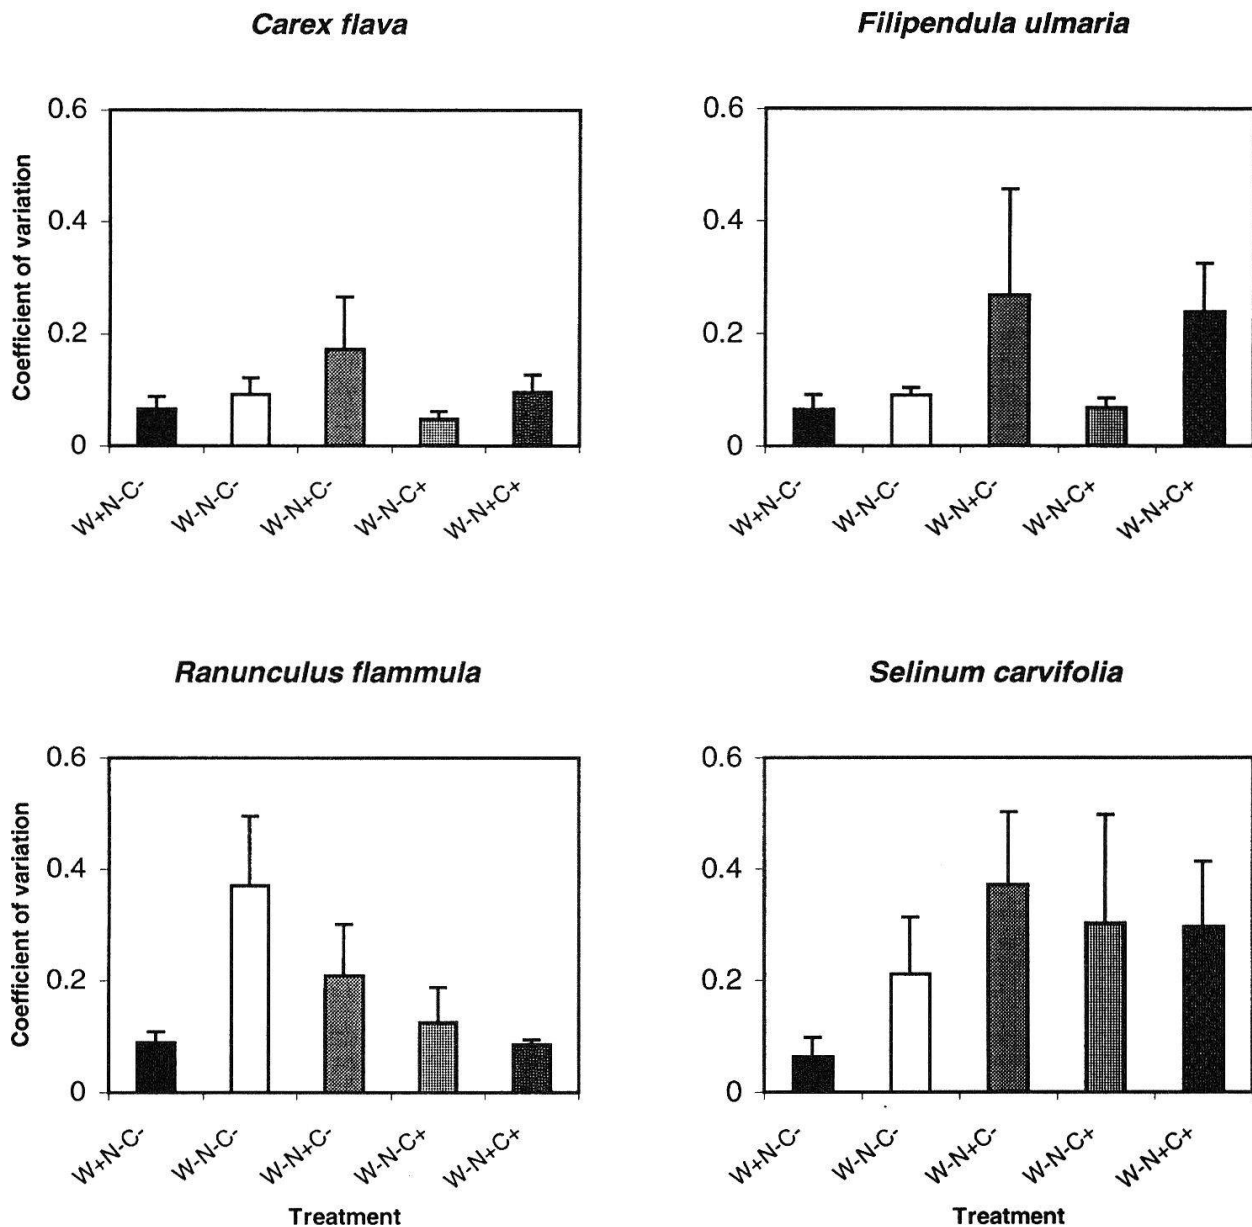 Carex flava
Filipendula ulmaria
Coefficient of variation
0.6
0.4
0.2
0
W+N-C-
W-N-C-
W-N+C-
W-N-C+
W-N+C+
0.6
0.4
0.2
0
W+N-C-
W-N-C-
W-N+C-
W-N-C+
W-N+C+
Ranunculus flammula
Selinum carvifolia
Coefficient of variation
0.6
0.4
0.2
0
W+N-C-
W-N-C-
W-N+C-
W-N-C+
W-N+C+
Treatment
0.6
0.4
0.2
0
W+N-C-
W-N-C-
W-N+C-
W-N-C+
W-N+C+
Treatment